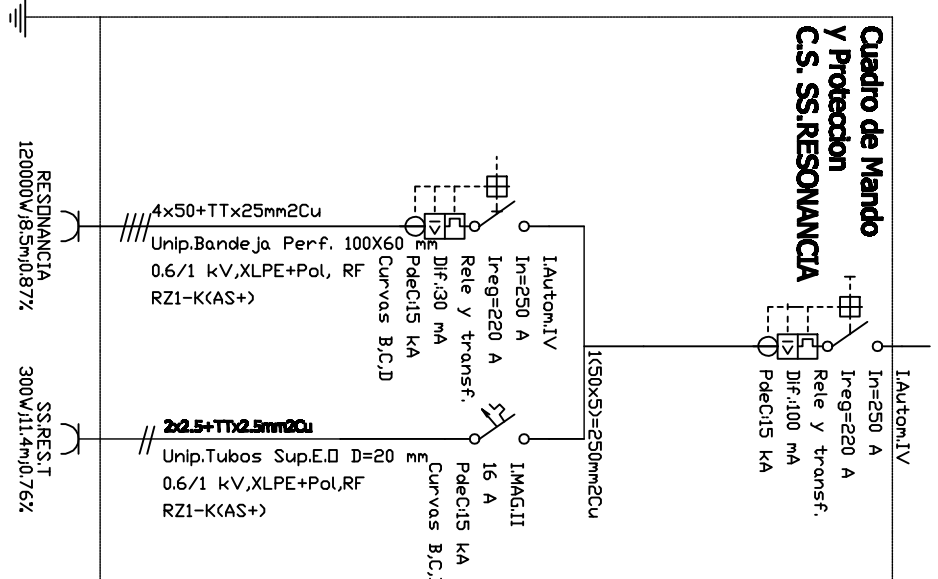 Cuadro de Mando
y Proteccion
C.S. SS.RESONANCIA
I.Autom.IV
In=250 A
Ireg=220 A
Rele y transf.
Dif.:100 mA
PdeC:15 kA
1(50x5)=250mm2Cu
I.Autom.IV
In=250 A
Ireg=220 A
Rele y transf.
Dif.:30 mA
PdeC:15 kA
Curvas B,C,D
4x50+TTx25mm2Cu
Unip.Bandeja Perf. 100X60 mm
0.6/1 kV,XLPE+Pol, RF
RZ1-K(AS+)
RESONANCIA
120000W;8.5m;0.87%
I.MAG.II
16 A
PdeC:15 kA
Curvas B,C,
2x2.5+TTx2.5mm2Cu
Unip.Tubos Sup.E.O D=20 mm
0.6/1 kV,XLPE+Pol,RF
RZ1-K(AS+)
SS.RES.T
300W;11.4m;0.76%